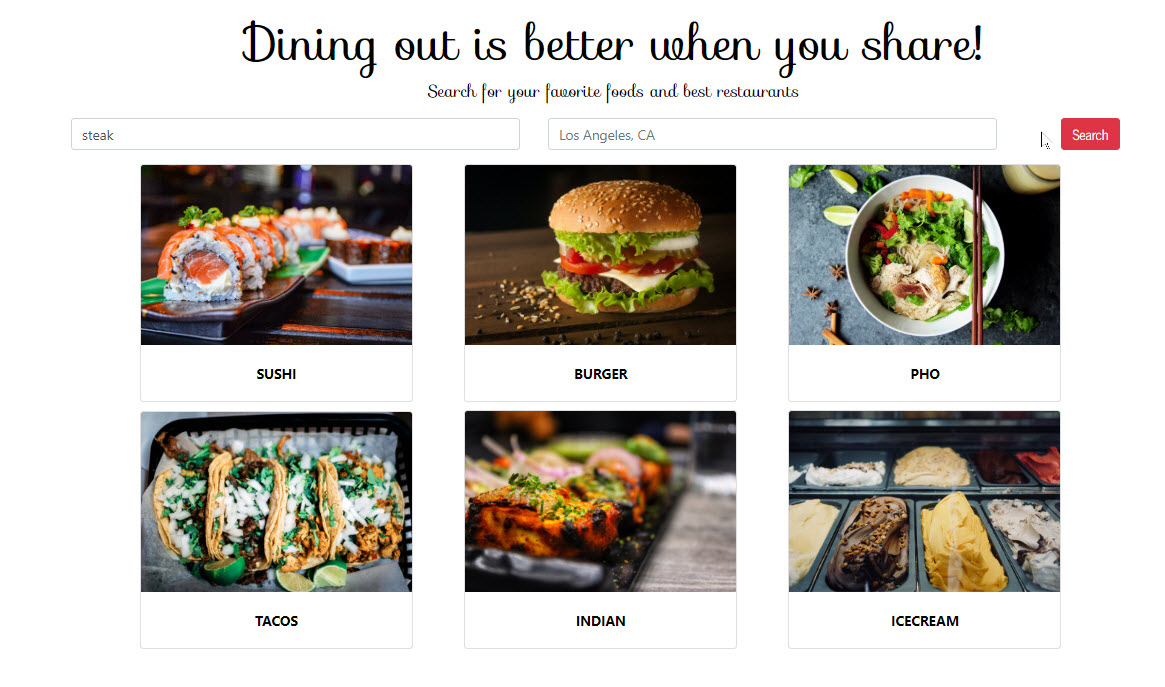 Dining out is better when you share!
Search for your favorite foods and best restaurants
steak
Los Angeles, CA
Search
SUSHI
BURGER
PHO
TACOS
INDIAN
ICECREAM